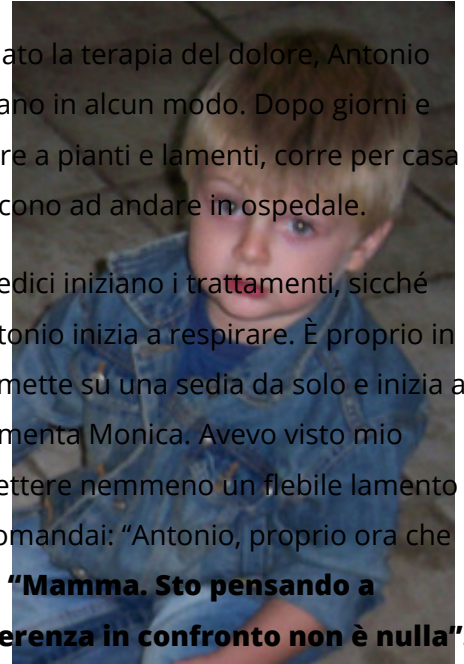 ato la terapia del dolore, Antonio
ano in alcun modo. Dopo giorni e
re a pianti e lamenti, corre per casa
cono ad andare in ospedale.
edici iniziano i trattamenti, sicché
tonio inizia a respirare. È proprio in
mette su una sedia da solo e inizia a
menta Monica. Avevo visto mio
ettere nemmeno un flebile lamento
omandai: “Antonio, proprio ora che
“Mamma. Sto pensando a
erenza in confronto non è nulla”.